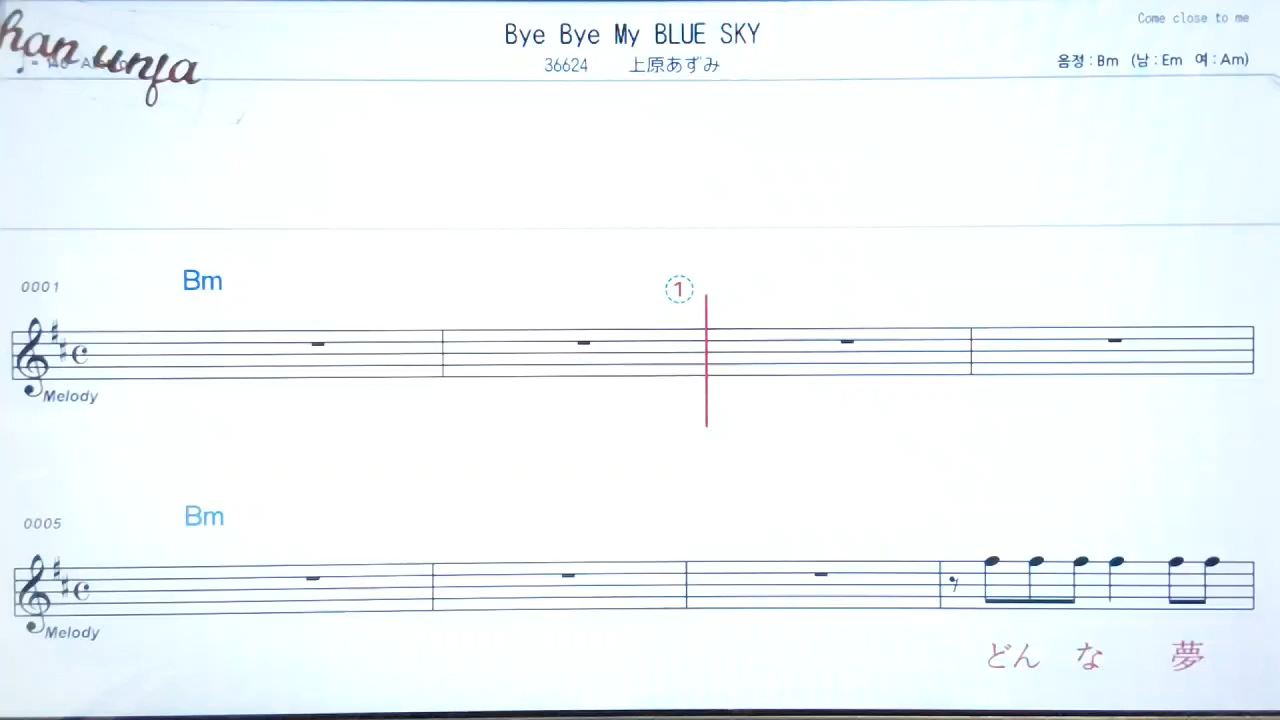 Come close to me
Bye Bye My BLUE SKY
han unja
36624 上原あずみ
음정 : Bm (남 : Em 여 : Am)
0001 Bm
1
Melody
0005 Bm
Melody
どん な 夢